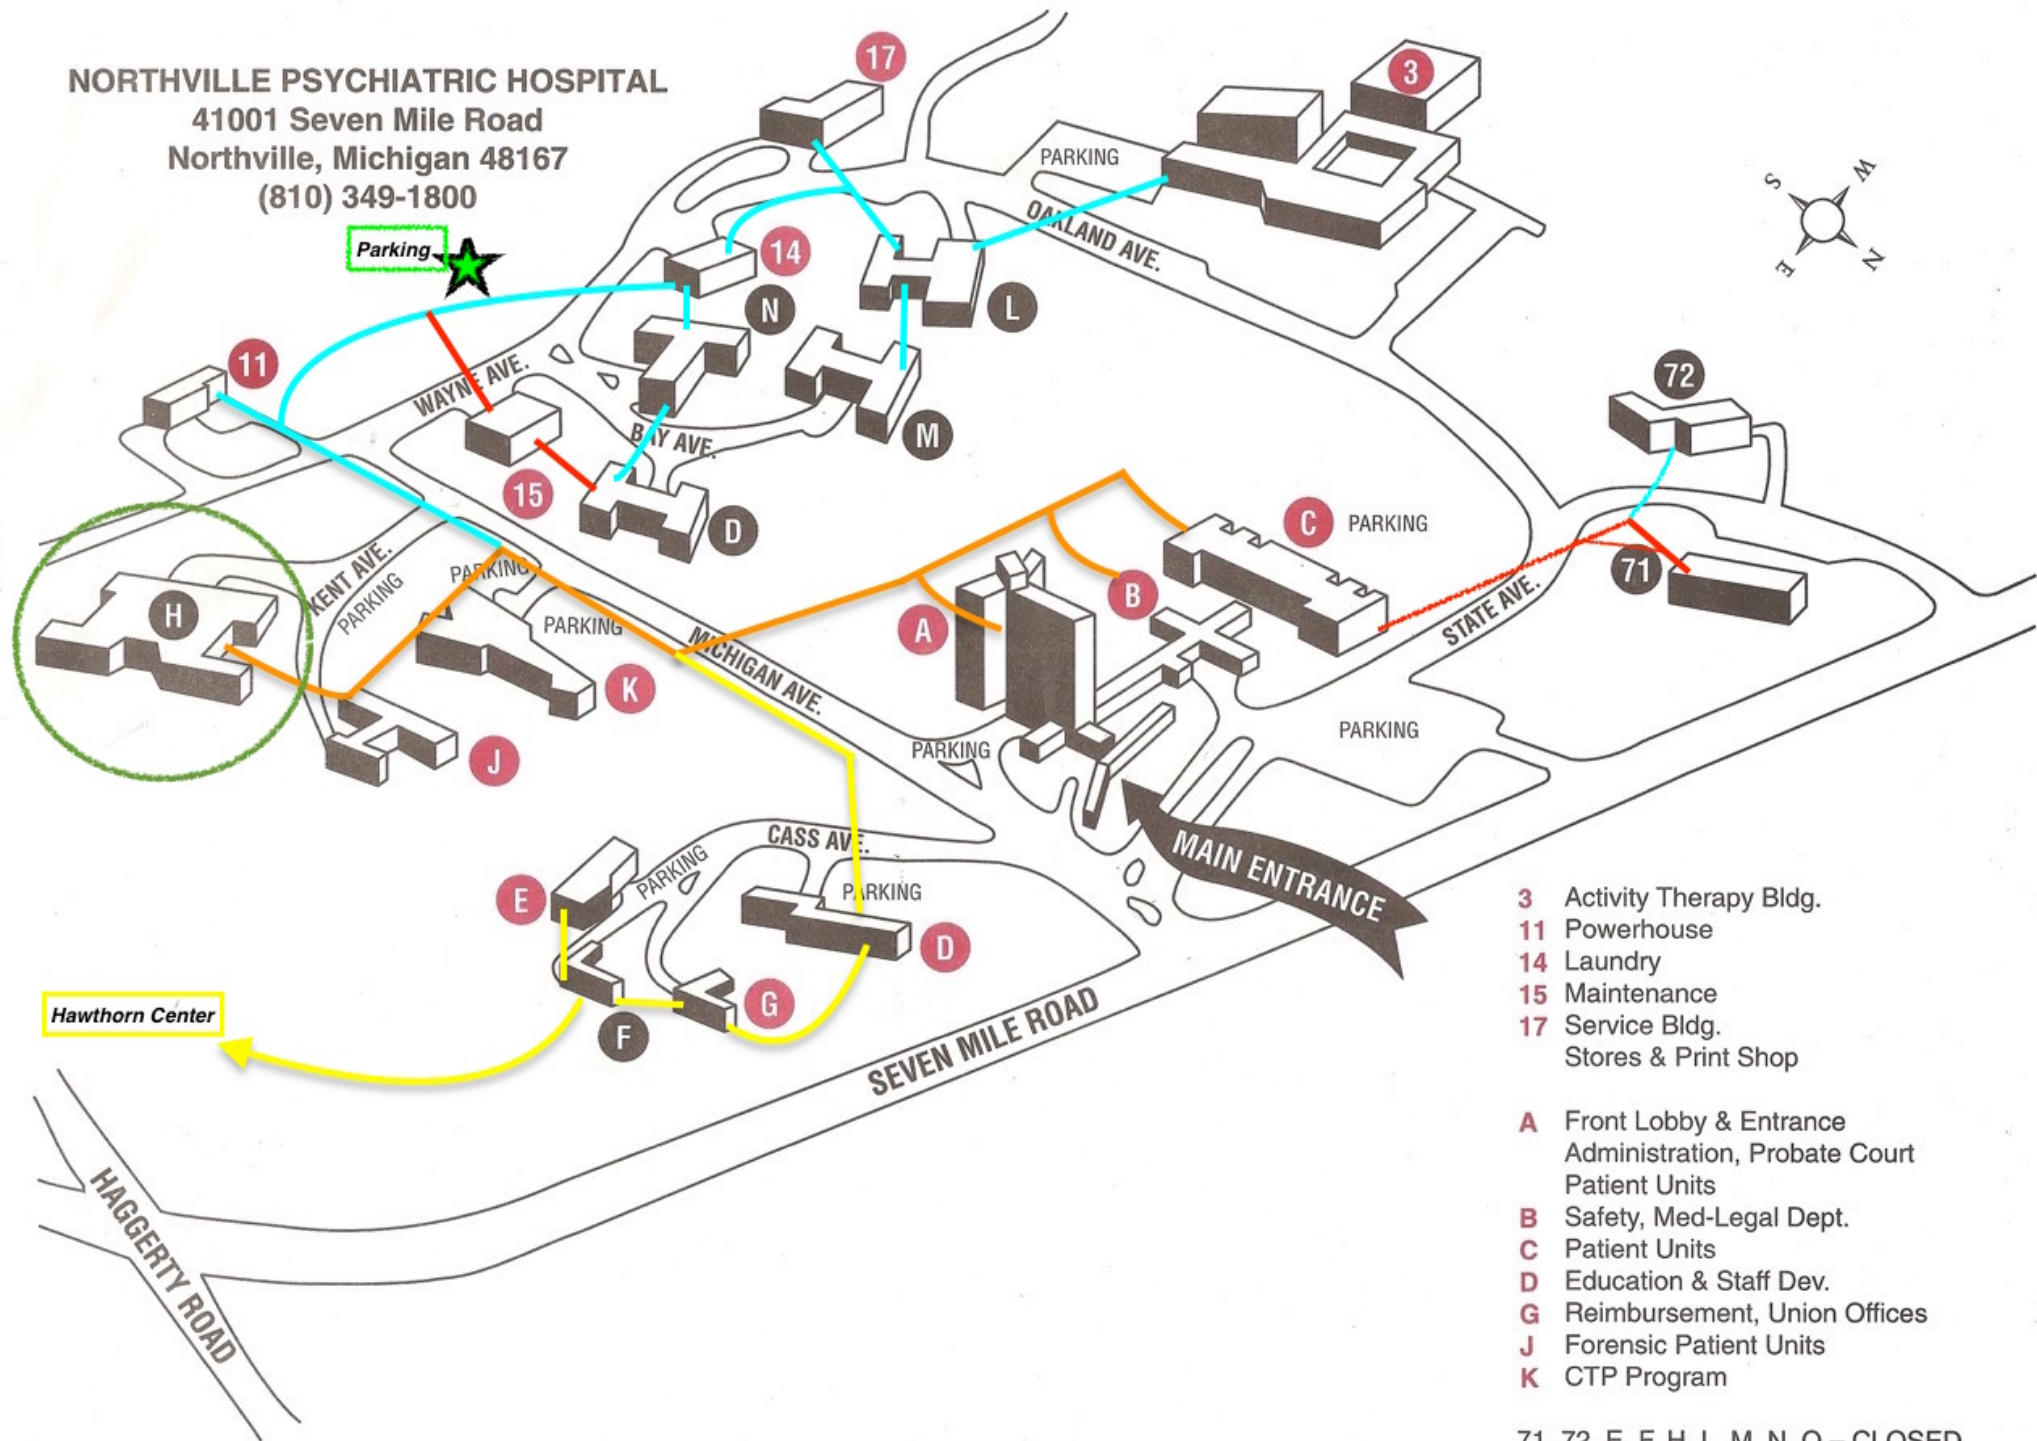 NORTHVILLE PSYCHIATRIC HOSPITAL
41001 Seven Mile Road
Northville, Michigan 48167
(810) 349-1800
Parking
17
3
PARKING
OAKLAND AVE.
S
W
E
N
14
N
L
11
WAYNE AVE.
BAY AVE.
M
15
D
72
71
C
PARKING
STATE AVE.
H
KENT AVE.
PARKING
PARKING
PARKING
K
J
MICHIGAN AVE.
A
B
PARKING
PARKING
MAIN ENTRANCE
CASS AVE.
PARKING
PARKING
E
D
G
F
Hawthorn Center
SEVEN MILE ROAD
HAGGERTY ROAD
3 Activity Therapy Bldg.
11 Powerhouse
14 Laundry
15 Maintenance
17 Service Bldg.
Stores & Print Shop
A Front Lobby & Entrance
Administration, Probate Court
Patient Units
B Safety, Med-Legal Dept.
C Patient Units
D Education & Staff Dev.
G Reimbursement, Union Offices
J Forensic Patient Units
K CTP Program
71, 72, E, F, H, L, M, N, O – CLOSED